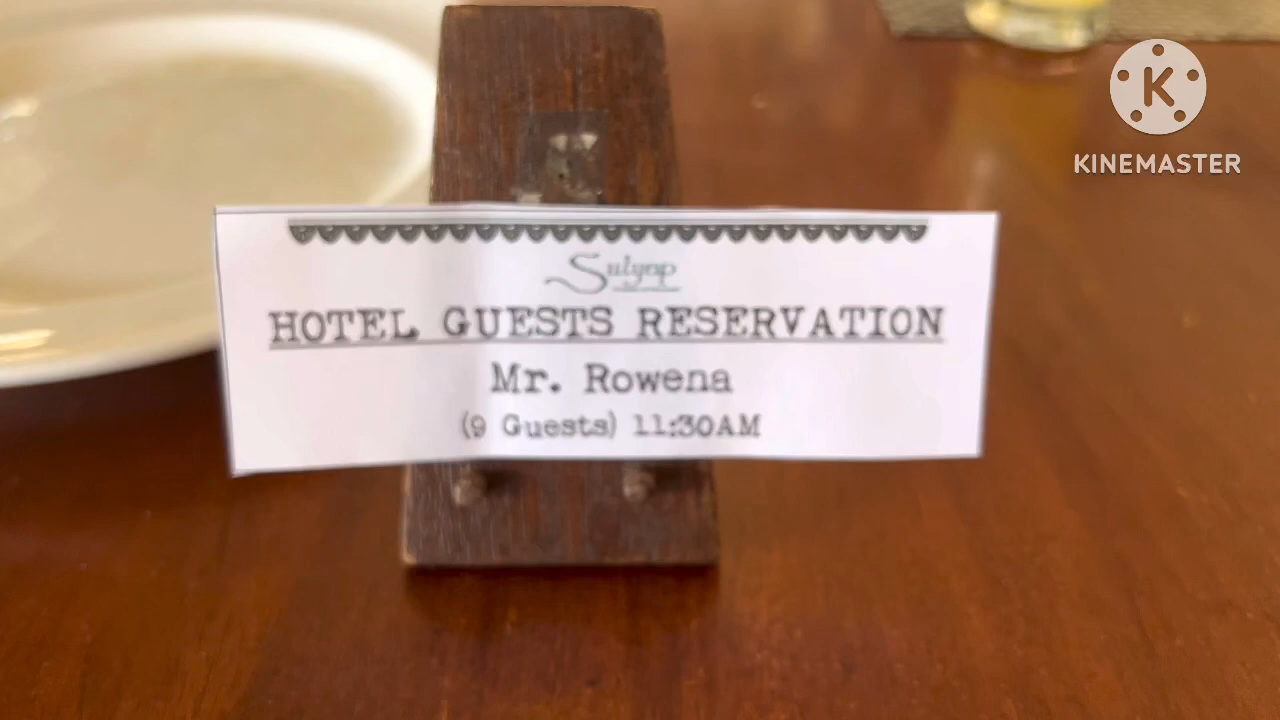 K
KINEMASTER
Sulyap
HOTEL GUESTS RESERVATION
Mr. Rowena
(9 Guests) 11:30AM